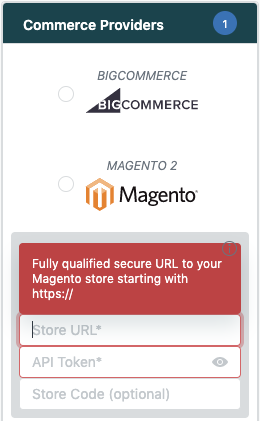 Commerce Providers 1
BIGCOMMERCE
BIGCOMMERCE
MAGENTO 2
Magento
Fully qualified secure URL to your
Magento store starting with
https://
Store URL*
API Token*
Store Code (optional)